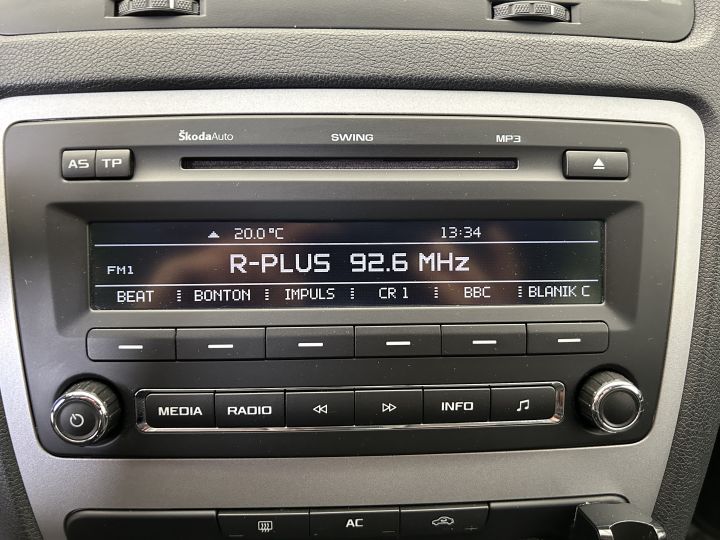 ŠkodaAuto SWING MP3
AS TP
20.0 °C 13:34
FM1 R-PLUS 92.6 MHz
BEAT BONTON IMPULS CR 1 BBC BLANIK C
MEDIA RADIO INFO
AC